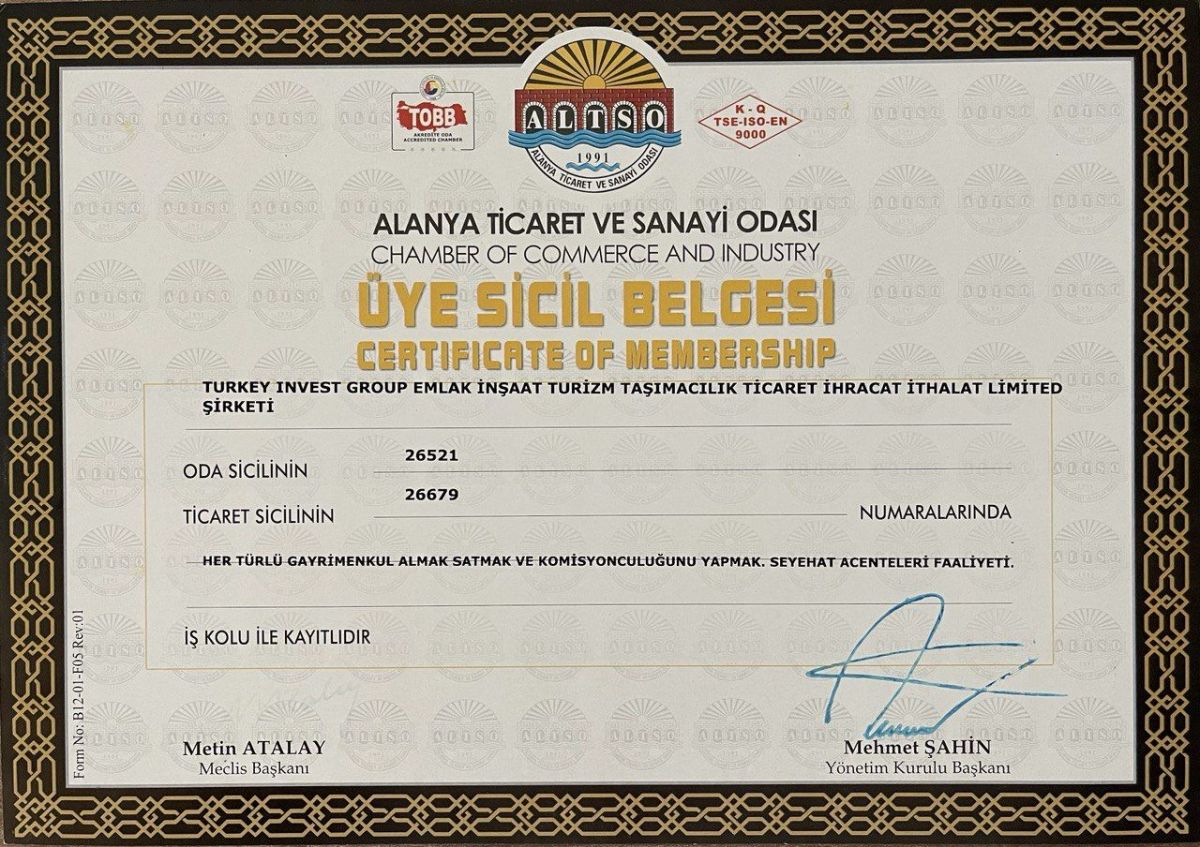 TOBB
AKREDİTE ODA
ACCREDITED CHAMBER
ALTSO
1991
ALANYA TİCARET VE SANAYİ ODASI
K - Q
TSE-ISO-EN
9000
ALANYA TİCARET VE SANAYİ ODASI
CHAMBER OF COMMERCE AND INDUSTRY
ÜYE SİCİL BELGESİ
CERTIFICATE OF MEMBERSHIP
TURKEY INVEST GROUP EMLAK İNŞAAT TURİZM TAŞIMACILIK TİCARET İHRACAT İTHALAT LIMITED
ŞİRKETİ
26521
ODA SİCİLİNİN
26679
TİCARET SİCİLİNİN NUMARALARINDA
HER TÜRLÜ GAYRİMENKUL ALMAK SATMAK VE KOMİSYONCULUĞUNU YAPMAK. SEYEHAT ACENTELERİ FAALİYETİ.
İŞ KOLU İLE KAYITLIDIR
Form No: B12-01-F05 Rev:01
Metin ATALAY
Meclis Başkanı
Mehmet ŞAHİN
Yönetim Kurulu Başkanı